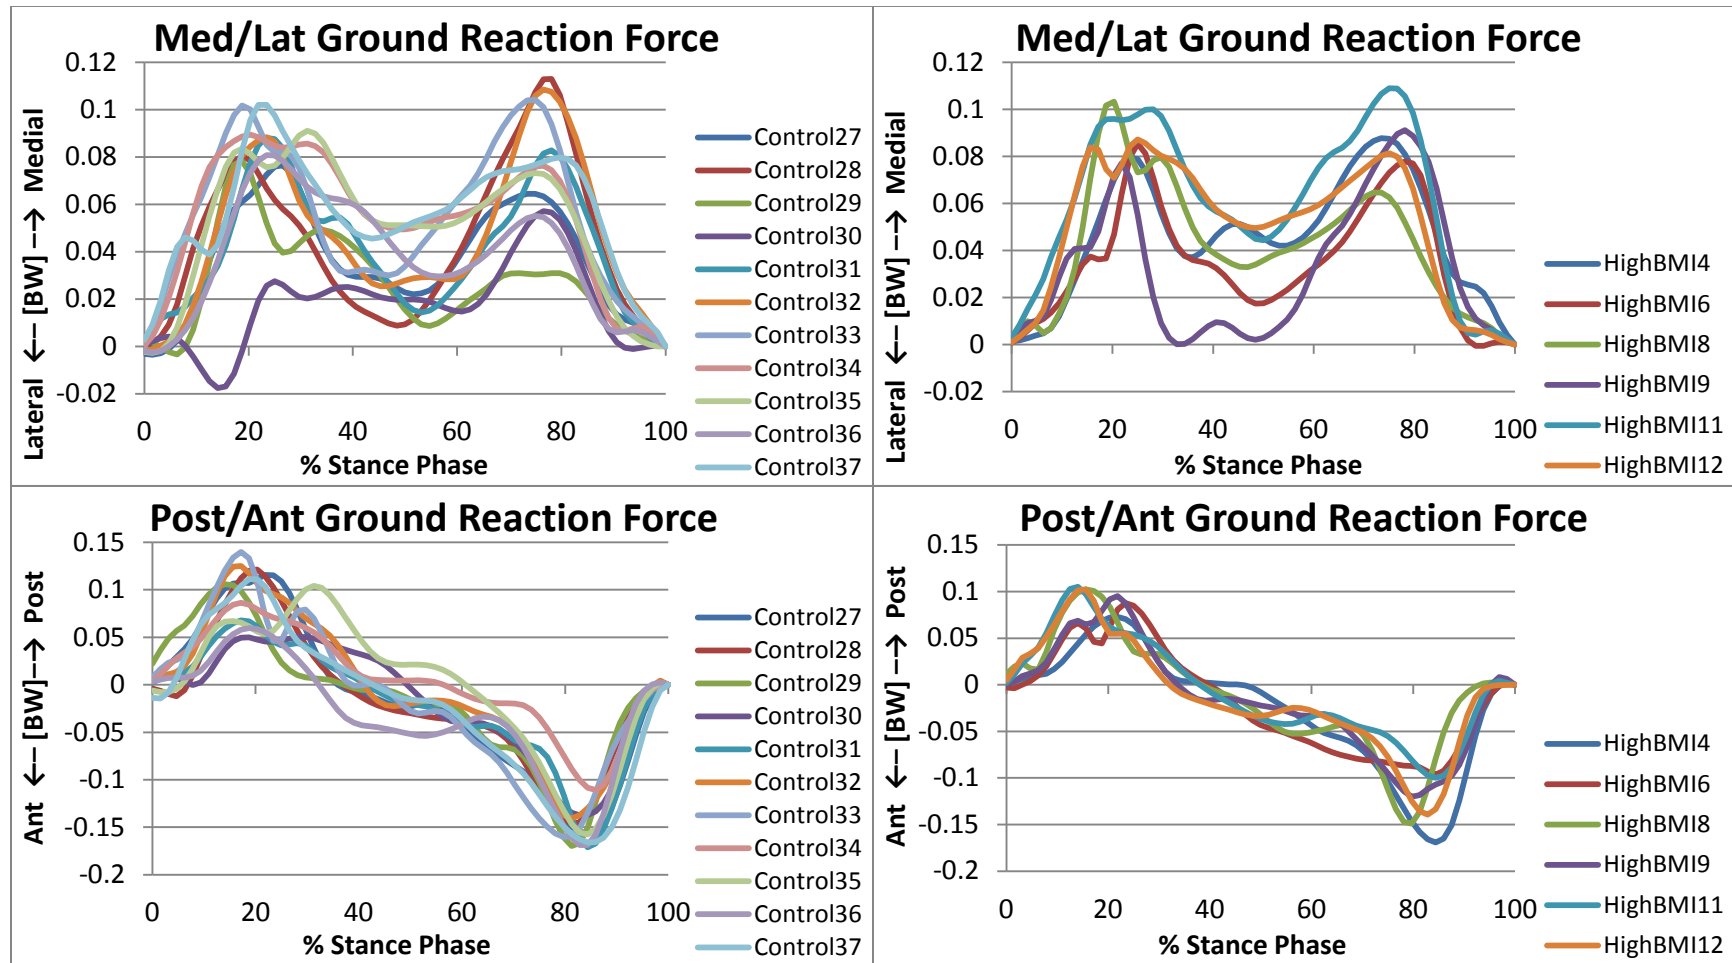 Med/Lat Ground Reaction Force
Lateral ←-- [BW] --→ Medial
0.12
0.1
0.08
0.06
0.04
0.02
0
-0.02
0 20 40 60 80 100
% Stance Phase
Control27
Control28
Control29
Control30
Control31
Control32
Control33
Control34
Control35
Control36
Control37
Med/Lat Ground Reaction Force
Lateral ←-- [BW] --→ Medial
0.12
0.1
0.08
0.06
0.04
0.02
0
-0.02
0 20 40 60 80 100
% Stance Phase
HighBMI4
HighBMI6
HighBMI8
HighBMI9
HighBMI11
HighBMI12
Post/Ant Ground Reaction Force
Ant ←-- [BW]--→ Post
0.15
0.1
0.05
0
-0.05
-0.1
-0.15
-0.2
0 20 40 60 80 100
% Stance Phase
Control27
Control28
Control29
Control30
Control31
Control32
Control33
Control34
Control35
Control36
Control37
Post/Ant Ground Reaction Force
Ant ←-- [BW]--→ Post
0.15
0.1
0.05
0
-0.05
-0.1
-0.15
-0.2
0 20 40 60 80 100
% Stance Phase
HighBMI4
HighBMI6
HighBMI8
HighBMI9
HighBMI11
HighBMI12